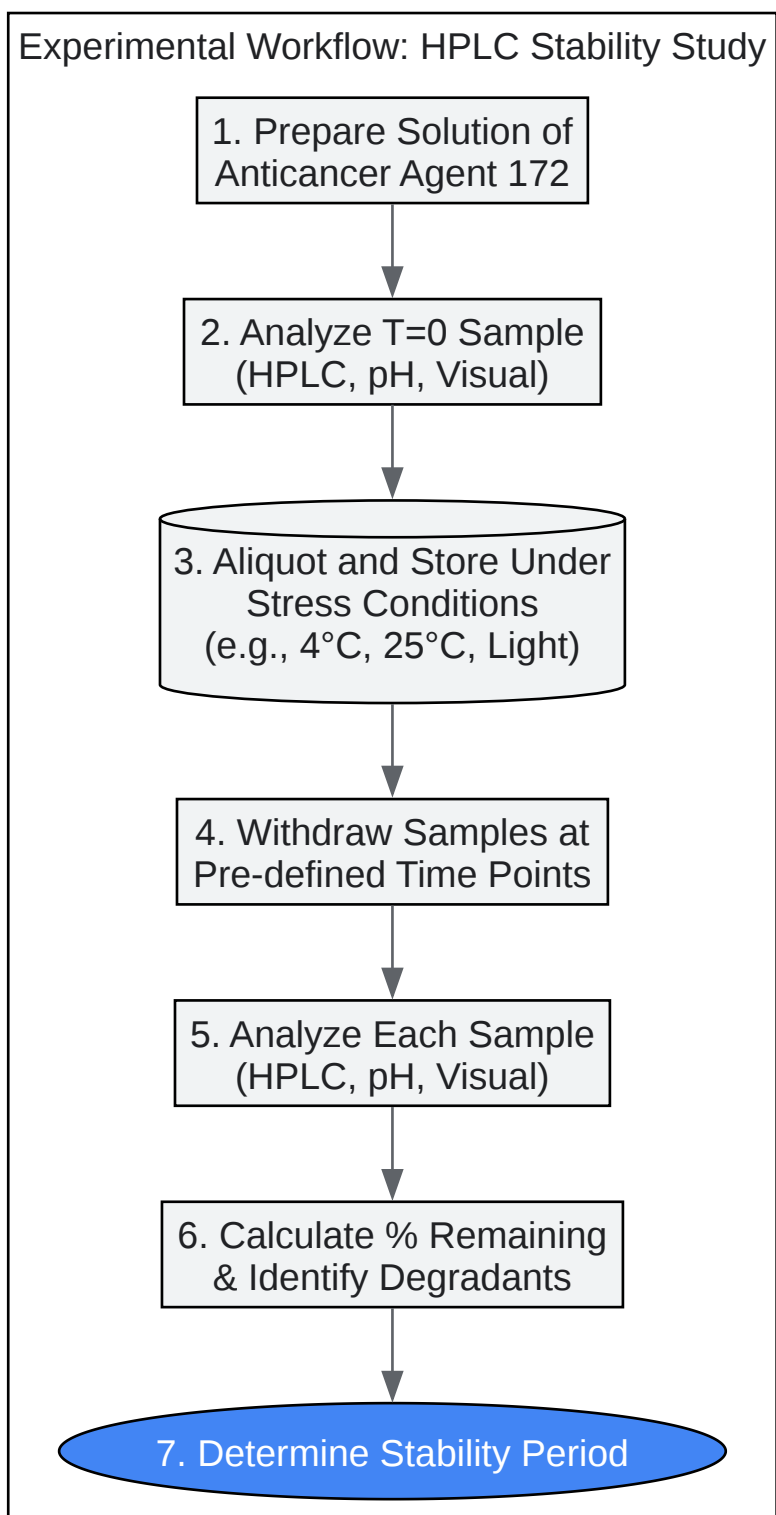 Experimental Workflow: HPLC Stability Study
1. Prepare Solution of
Anticancer Agent 172
2. Analyze T=0 Sample
(HPLC, pH, Visual)
3. Aliquot and Store Under
Stress Conditions
(e.g., 4°C, 25°C, Light)
4. Withdraw Samples at
Pre-defined Time Points
5. Analyze Each Sample
(HPLC, pH, Visual)
6. Calculate % Remaining
& Identify Degradants
7. Determine Stability Period